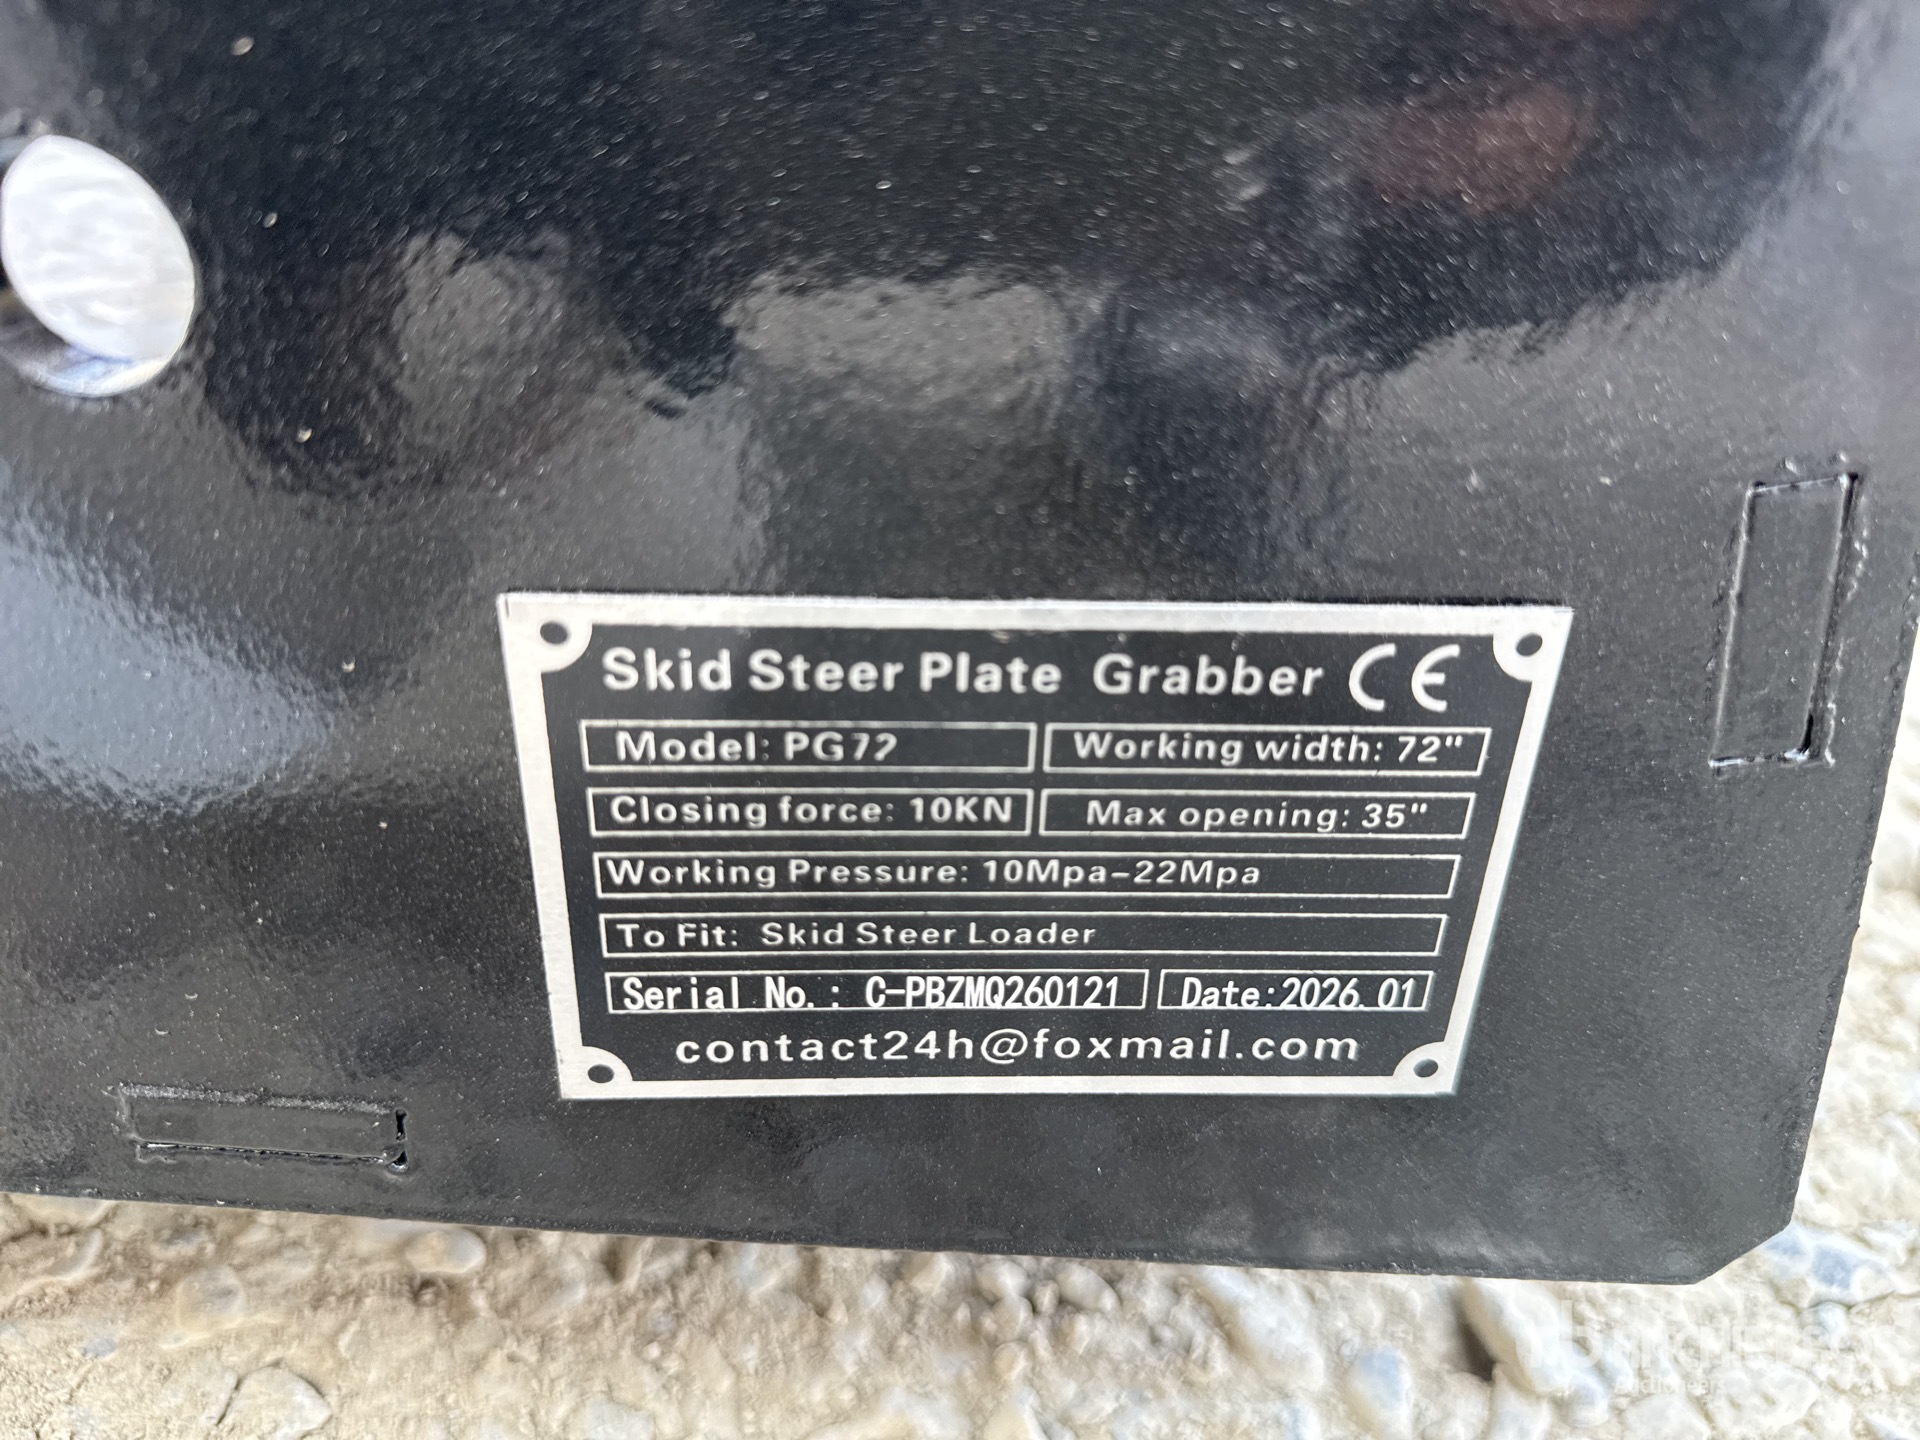 Skid Steer Plate Grabber CE
Model: PG72
Working width: 72"
Closing force: 10KN
Max opening: 35"
Working Pressure: 10Mpa-22Mpa
To Fit: Skid Steer Loader
Serial No.: C-PBZMQ260121
Date:2026.01
contact24h@foxmail.com